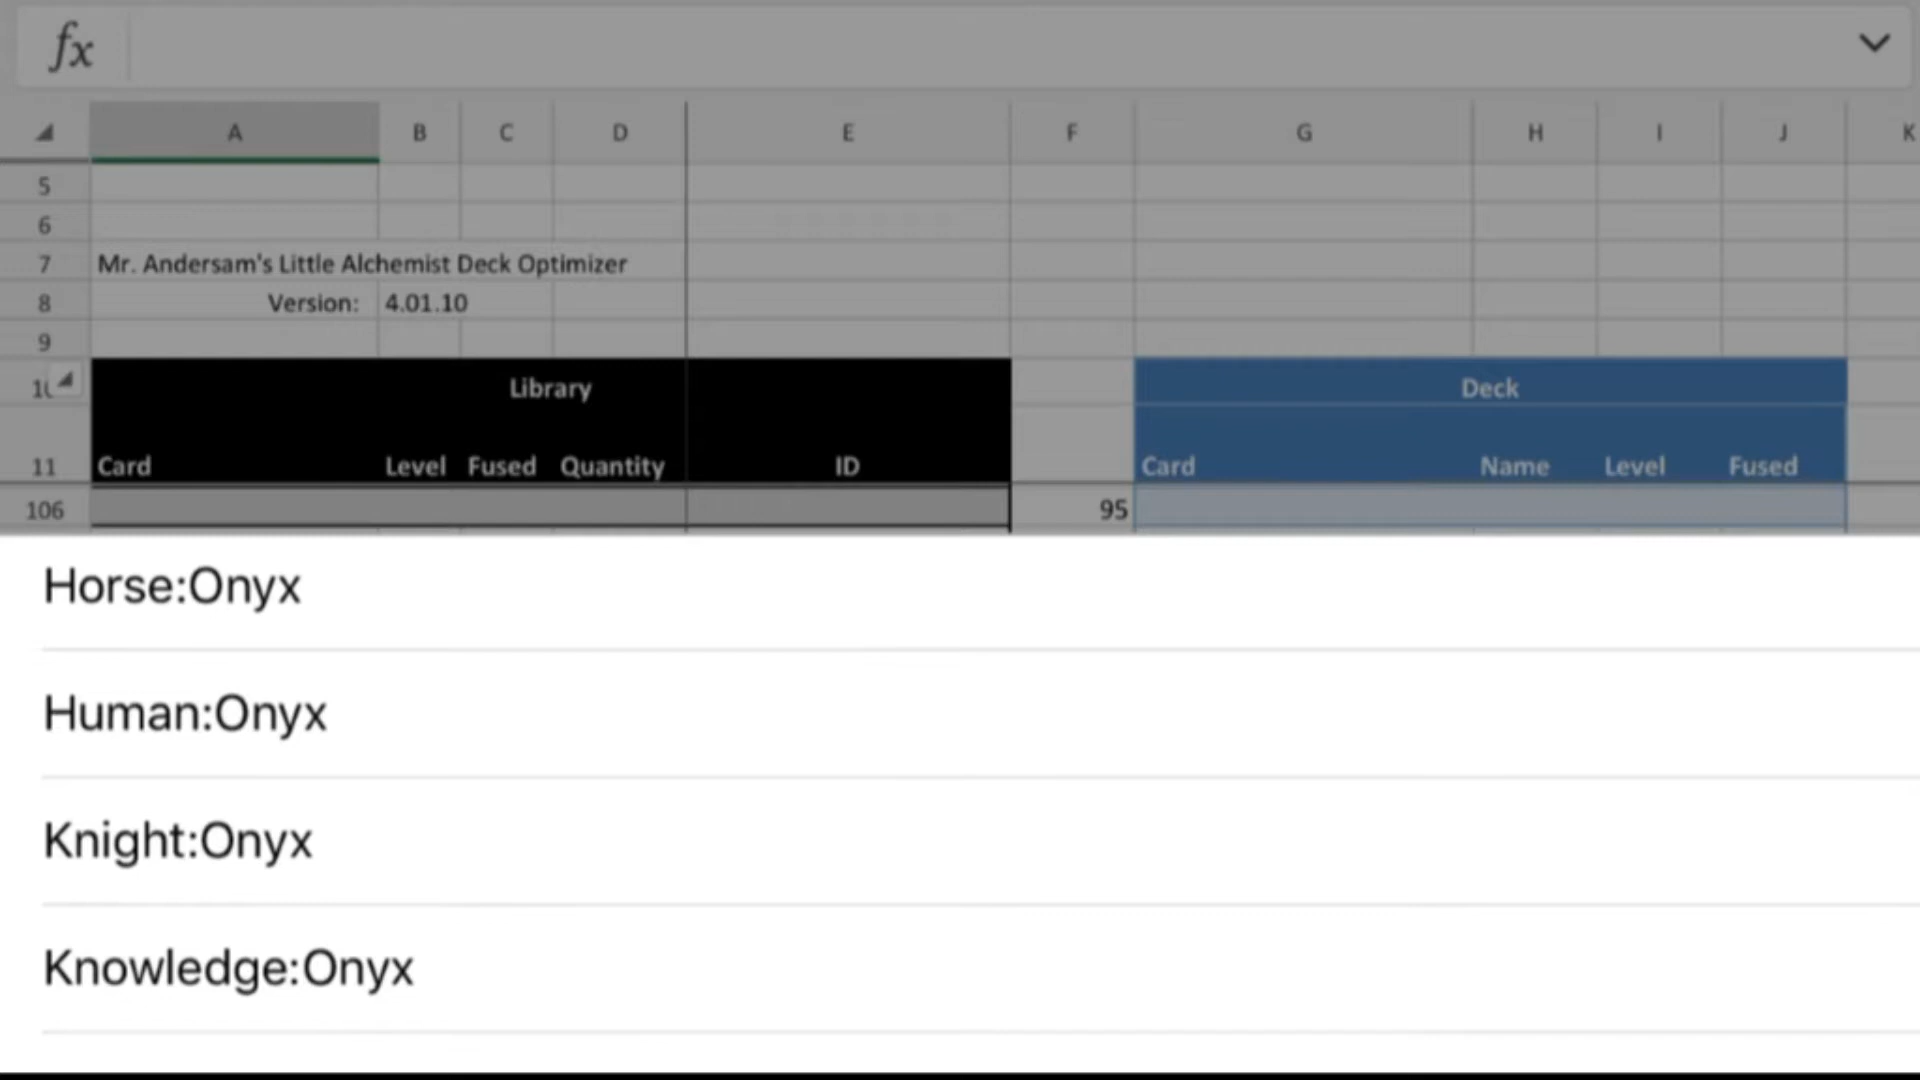 fx
A B C D E F G H I J K
5
6
7 Mr. Andersam's Little Alchemist Deck Optimizer
8 Version: 4.01.10
9
10 Library Deck
11 Card Level Fused Quantity ID Card Name Level Fused
106 95
Horse:Onyx
Human:Onyx
Knight:Onyx
Knowledge:Onyx